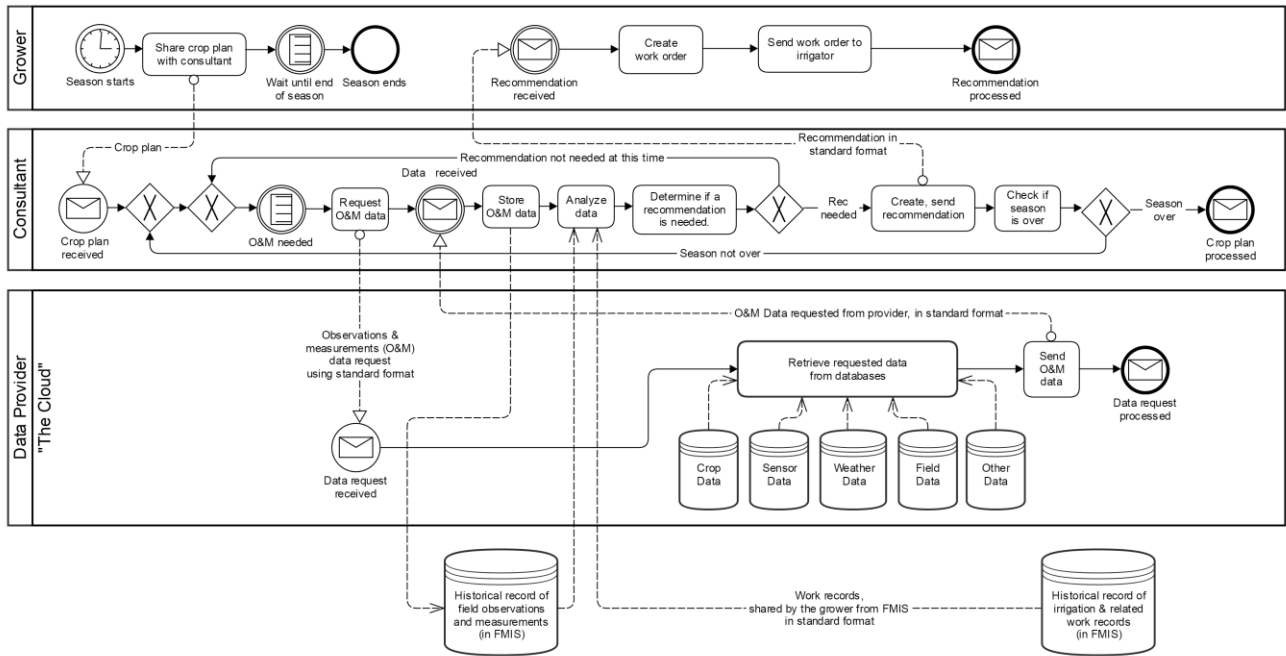 Grower
Season starts
Share crop plan
with consultant
Wait until end
of season
Season ends
Recommendation
received
Create
work order
Send work order to
irrigator
Recommendation
processed
Consultant
Crop plan
Crop plan
received
Recommendation not needed at this time
O&M needed
Request
O&M data
Data received
Store
O&M data
Analyze
data
Determine if a
recommendation
is needed.
Rec
needed
Recommendation in
standard format
Create, send
recommendation
Check if
season
is over
Season
over
Crop plan
processed
Season not over
Data Provider
"The Cloud"
Observations &
measurements (O&M)
data request
using standard format
Data request
received
O&M Data requested from provider, in standard format
Retrieve requested data
from databases
Send
O&M
data
Data request
processed
Crop
Data
Sensor
Data
Weather
Data
Field
Data
Other
Data
Historical record of
field observations
and measurements
(in FMIS)
Work records,
shared by the grower from FMIS
in standard format
Historical record of
irrigation & related
work records
(in FMIS)